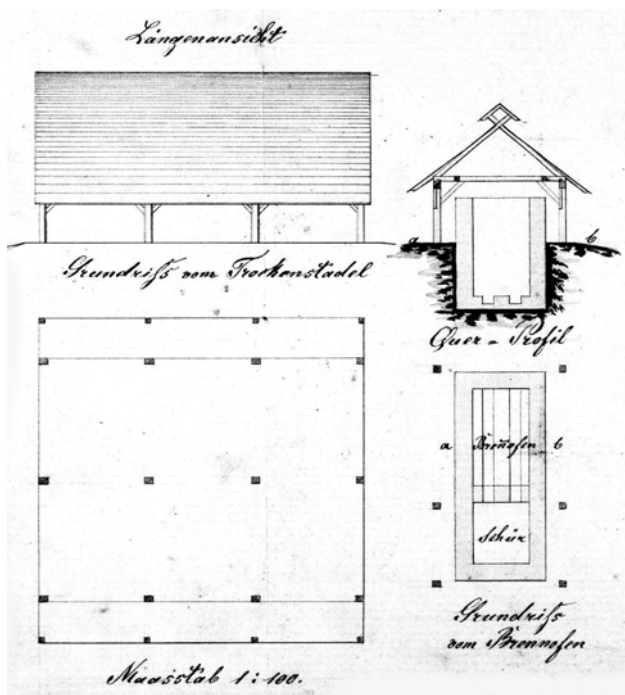 Längenansicht
Grundriſs vom Trockenstadel
a b
Quer-Profil
a Brennofen b
Schür
Grundriſs
vom Brennofen
Maasstab 1:100.